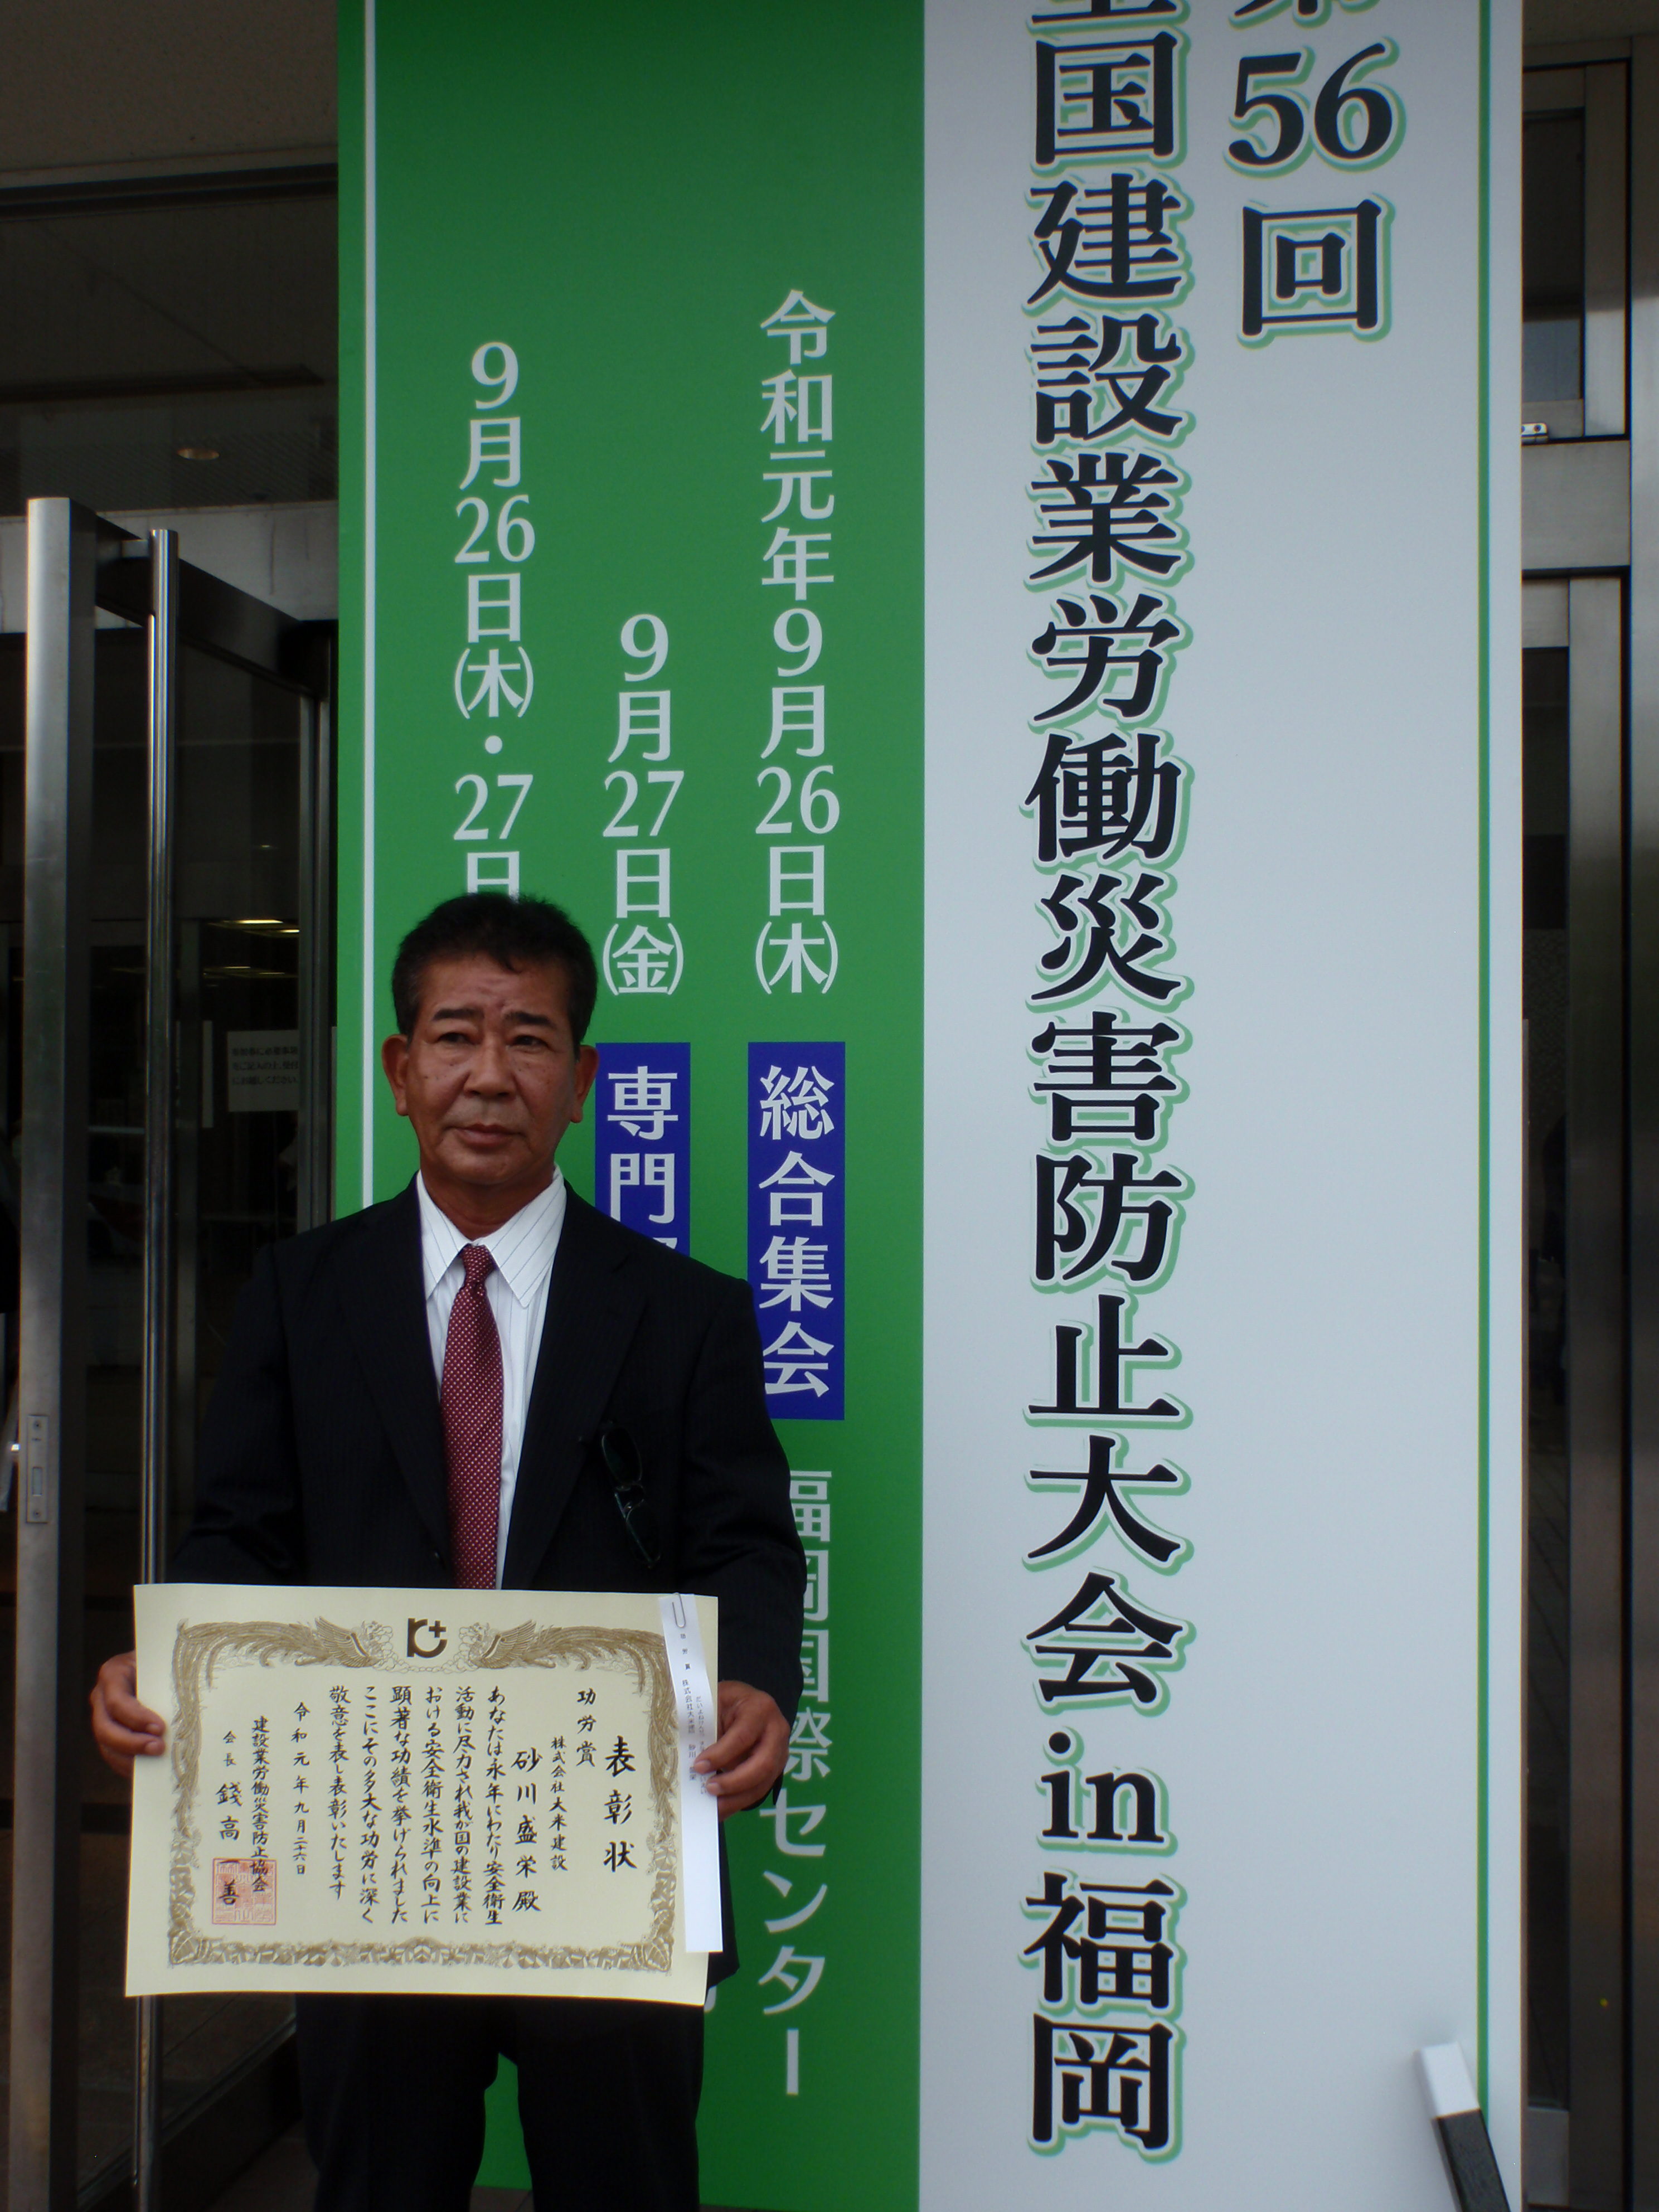 第56回
全国建設業労働災害防止大会 in 福岡
令和元年9月26日(木) 総合集会 福岡国際センター
9月27日(金) 専門
9月26日(木)・27日
表彰状
功労賞
株式会社大米建設
砂川盛栄殿
あなたは永年にわたり安全衛生
活動に尽力され我が国の建設業に
おける安全衛生水準の向上に
顕著な功績を挙げられました
ここにその多大な功労に深く
敬意を表し表彰いたします
令和元年九月二十六日
建設業労働災害防止協会
会長 錢高一善